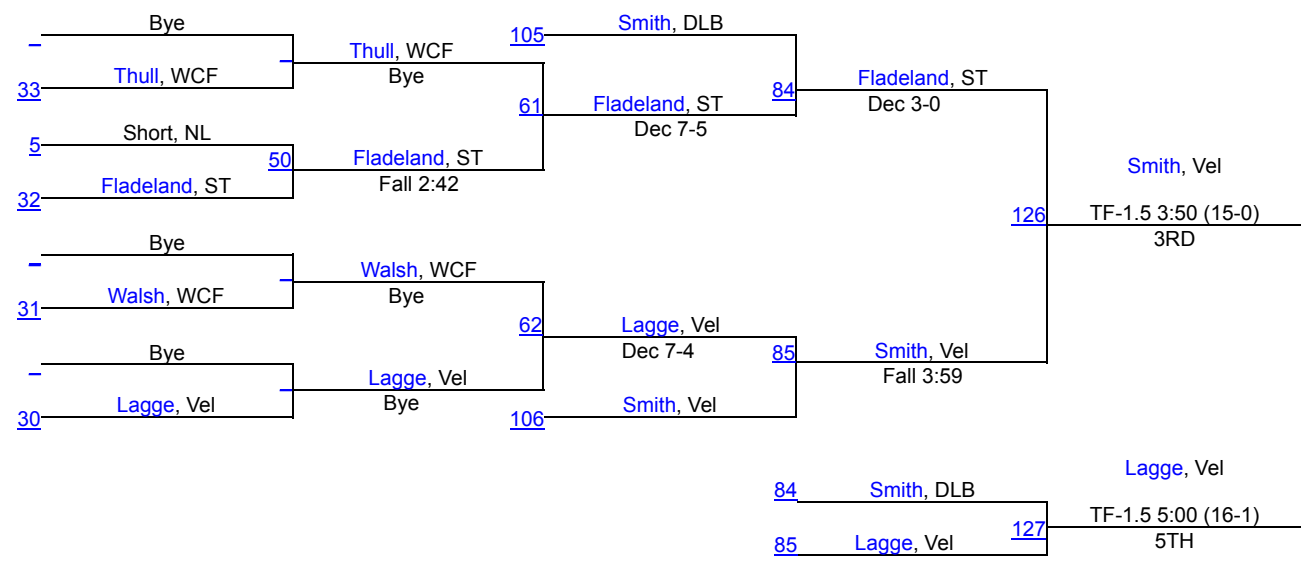 Bye
Smith, DLB
105
Thull, WCF
Bye
Thull, WCF
33
Fladeland, ST
84
Dec 3-0
61
Fladeland, ST
Dec 7-5
Short, NL
5
50
Fladeland, ST
Fall 2:42
Fladeland, ST
32
Smith, Vel
126
TF-1.5 3:50 (15-0)
3RD
Bye
Walsh, WCF
Bye
Walsh, WCF
31
62
Lagge, Vel
Dec 7-4
Bye
85
Smith, Vel
Fall 3:59
Lagge, Vel
Bye
Lagge, Vel
30
Smith, Vel
106
Lagge, Vel
84
Smith, DLB
TF-1.5 5:00 (16-1)
127
5TH
85
Lagge, Vel